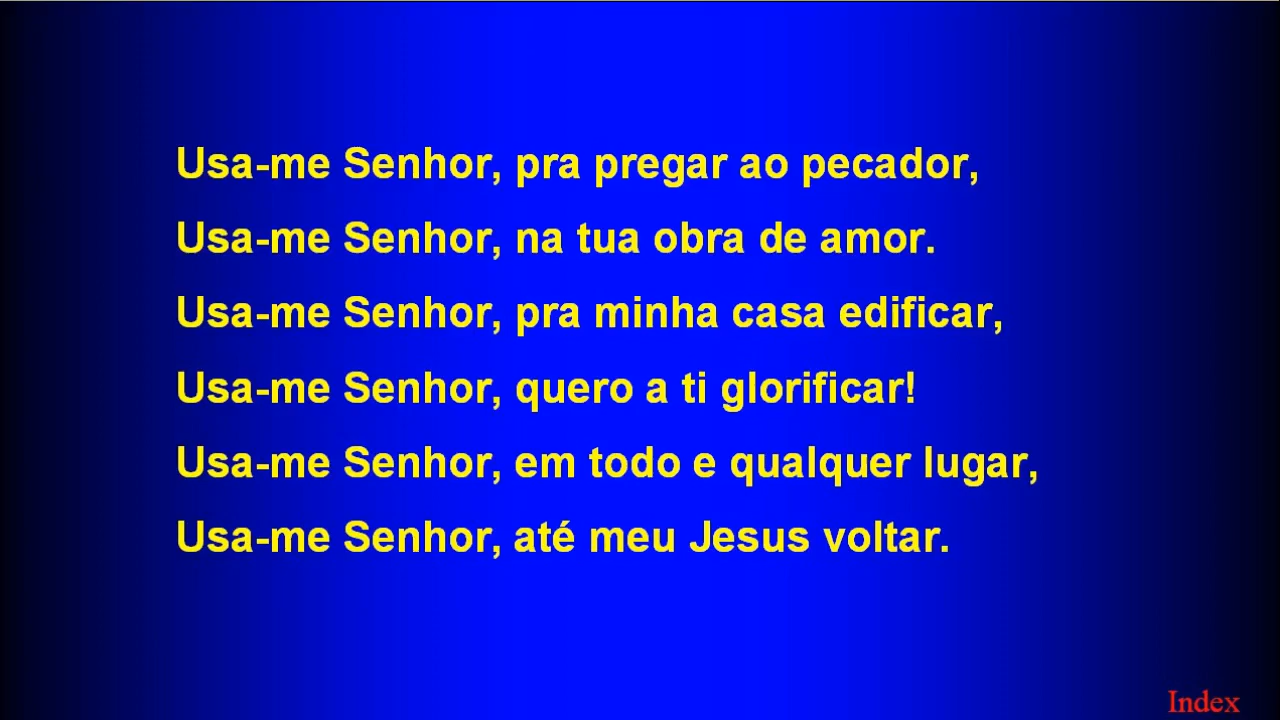 Usa-me Senhor, pra pregar ao pecador,
Usa-me Senhor, na tua obra de amor.
Usa-me Senhor, pra minha casa edificar,
Usa-me Senhor, quero a ti glorificar!
Usa-me Senhor, em todo e qualquer lugar,
Usa-me Senhor, até meu Jesus voltar.
Index